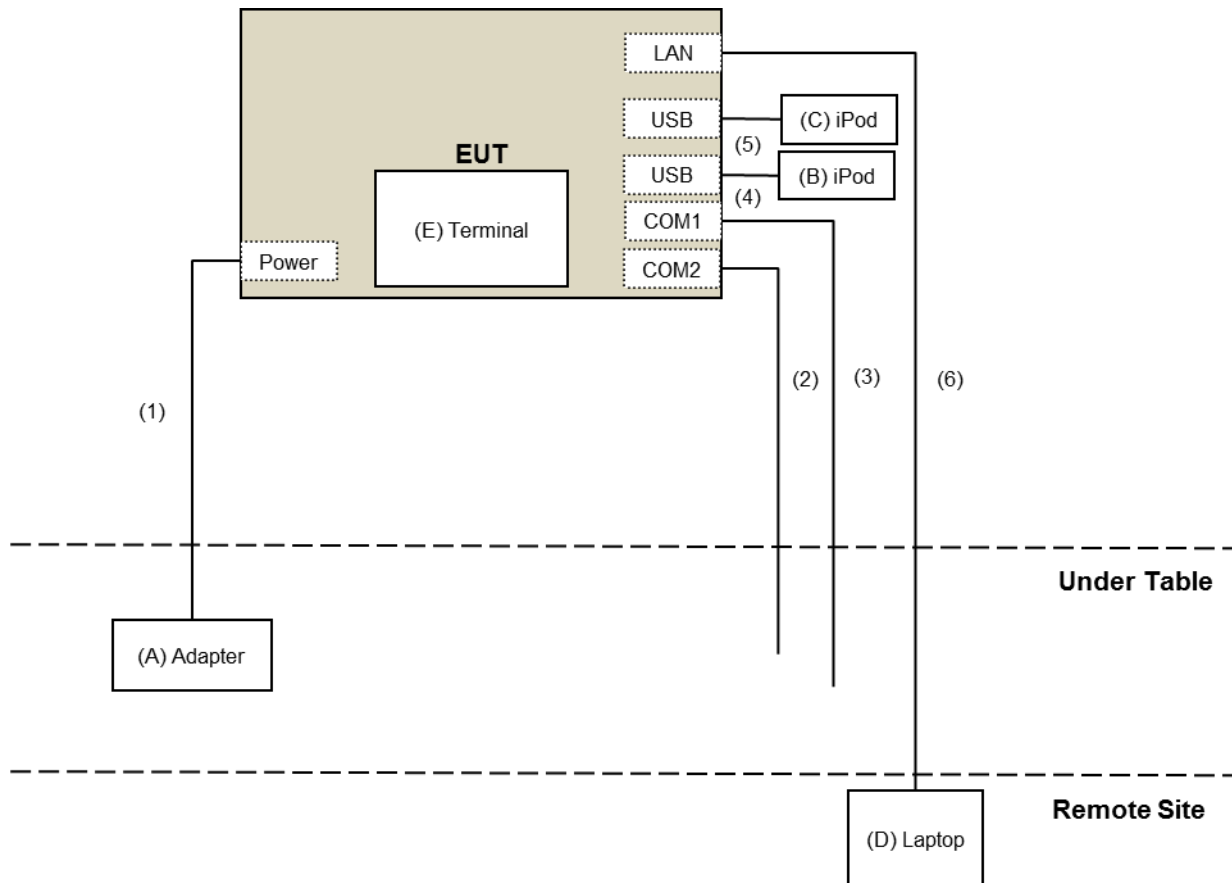 LAN
USB
(C) iPod
(5)
EUT
USB
(B) iPod
(4)
(E) Terminal
COM1
Power
COM2
(1)
(2)
(3)
(6)
Under Table
(A) Adapter
Remote Site
(D) Laptop